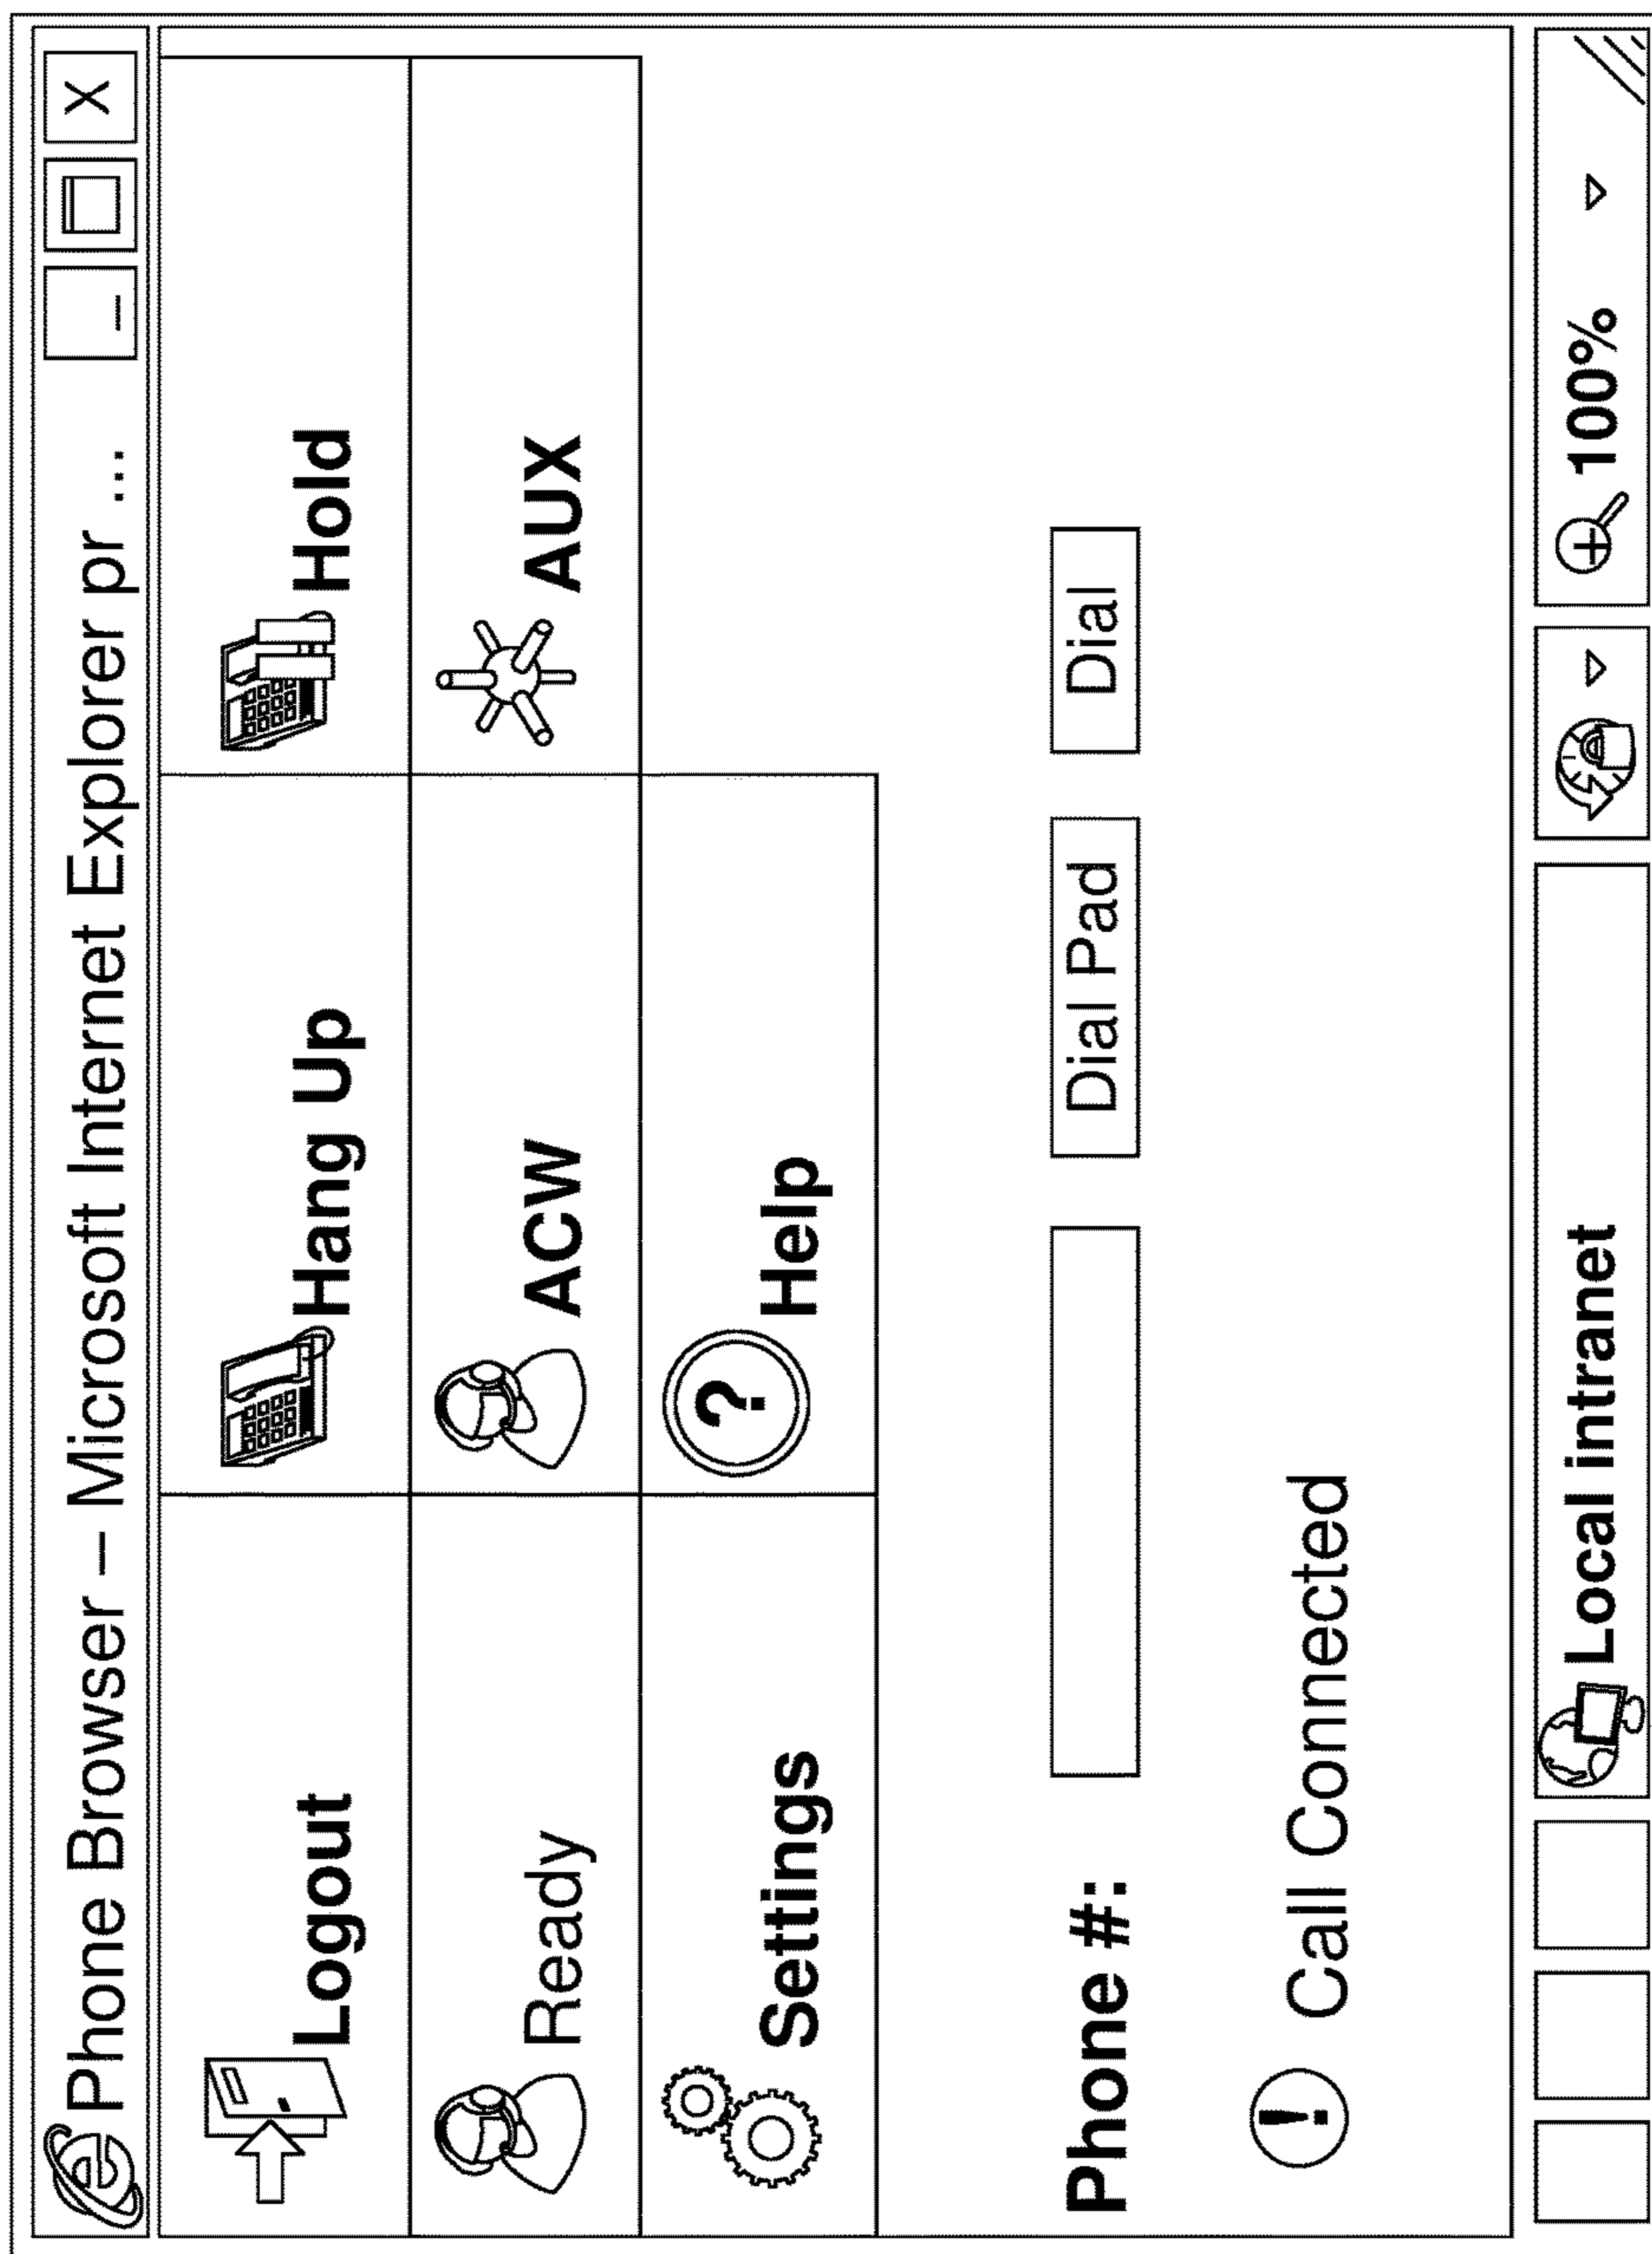 Phone Browser – Microsoft Internet Explorer pr ... _ X
Logout Hang Up Hold
Ready ACW AUX
Settings ? Help
Phone #: Dial Pad Dial
! Call Connected
Local intranet 100%